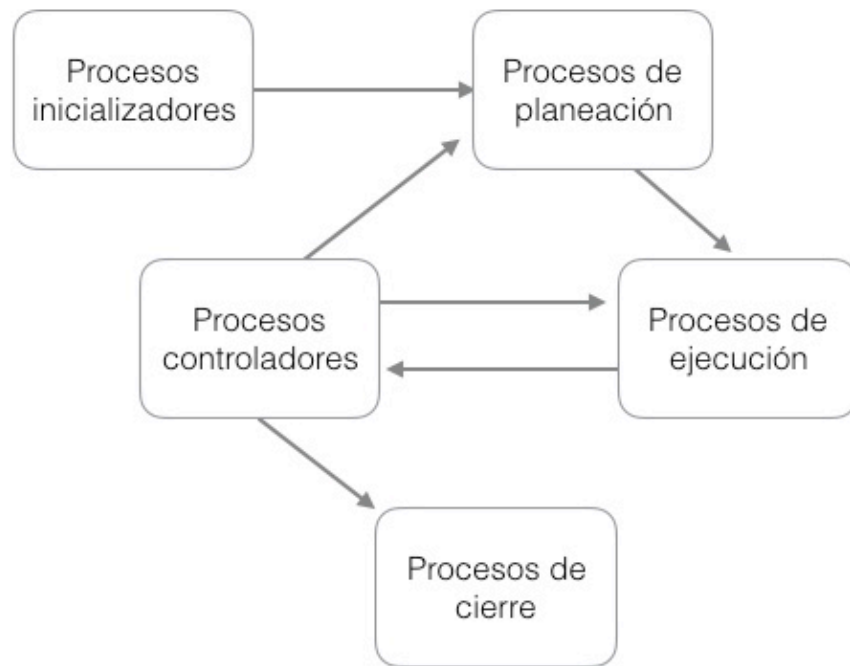 Procesos
inicializadores
Procesos de
planeación
Procesos
controladores
Procesos de
ejecución
Procesos de
cierre